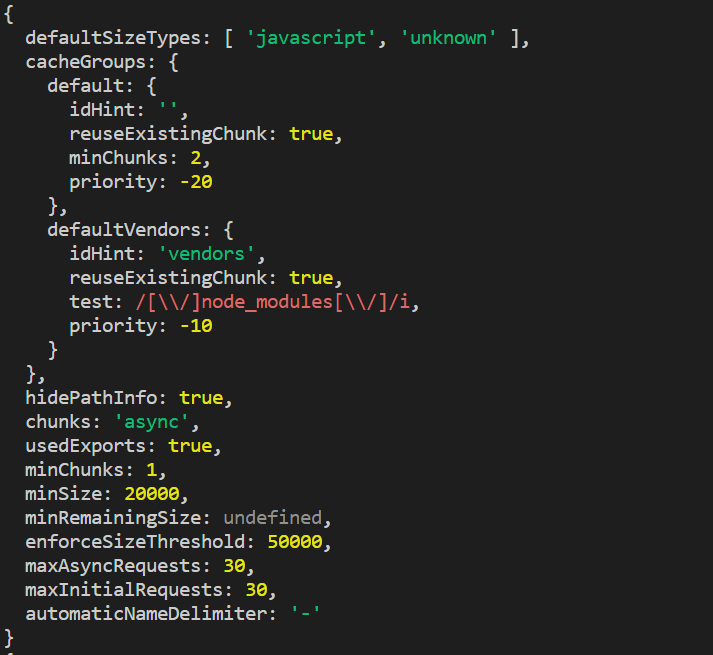 {
  defaultSizeTypes: [ 'javascript', 'unknown' ],
  cacheGroups: {
    default: {
      idHint: '',
      reuseExistingChunk: true,
      minChunks: 2,
      priority: -20
    },
    defaultVendors: {
      idHint: 'vendors',
      reuseExistingChunk: true,
      test: /[\\/]node_modules[\\/]/i,
      priority: -10
    }
  },
  hidePathInfo: true,
  chunks: 'async',
  usedExports: true,
  minChunks: 1,
  minSize: 20000,
  minRemainingSize: undefined,
  enforceSizeThreshold: 50000,
  maxAsyncRequests: 30,
  maxInitialRequests: 30,
  automaticNameDelimiter: '-'
}